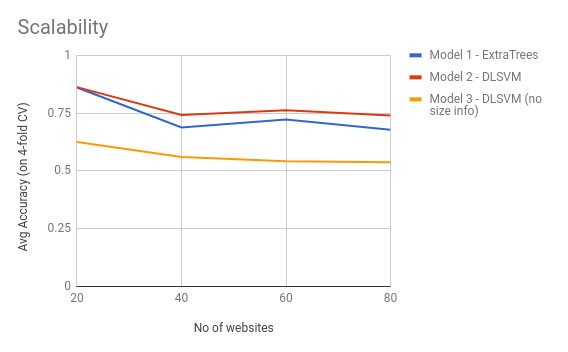 Scalability
1
0.75
0.5
0.25
0
20
40
60
80
Avg Accuracy (on 4-fold CV)
No of websites
Model 1 - ExtraTrees
Model 2 - DLSVM
Model 3 - DLSVM (no
size info)